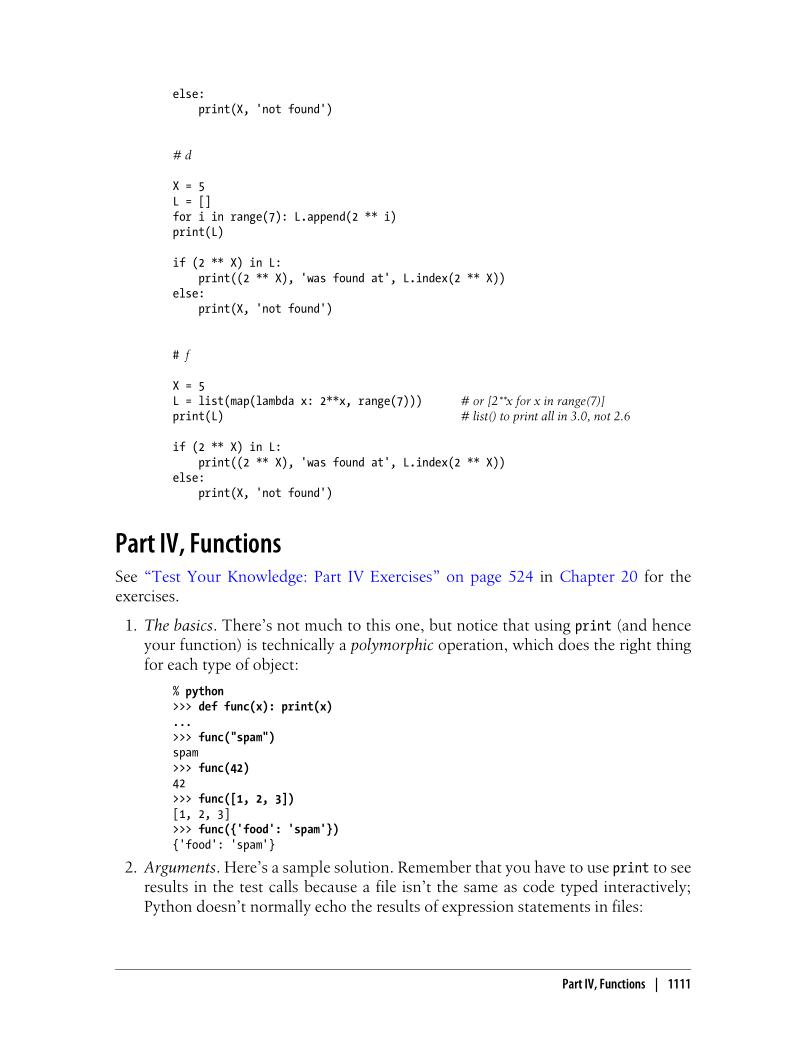 else:
    print(X, 'not found')
# d
X = 5
L = []
for i in range(7): L.append(2 ** i)
print(L)
if (2 ** X) in L:
    print((2 ** X), 'was found at', L.index(2 ** X))
else:
    print(X, 'not found')
# f
X = 5
L = list(map(lambda x: 2**x, range(7)))    # or [2**x for x in range(7)]
print(L)    # list() to print all in 3.0, not 2.6
if (2 ** X) in L:
    print((2 ** X), 'was found at', L.index(2 ** X))
else:
    print(X, 'not found')
Part IV, Functions
See “Test Your Knowledge: Part IV Exercises” on page 524 in Chapter 20 for the
exercises.
1. The basics. There’s not much to this one, but notice that using print (and hence
your function) is technically a polymorphic operation, which does the right thing
for each type of object:
% python
>>> def func(x): print(x)
...
>>> func("spam")
spam
>>> func(42)
42
>>> func([1, 2, 3])
[1, 2, 3]
>>> func({'food': 'spam'})
{'food': 'spam'}
2. Arguments. Here’s a sample solution. Remember that you have to use print to see
results in the test calls because a file isn’t the same as code typed interactively;
Python doesn’t normally echo the results of expression statements in files:
Part IV, Functions | 1111